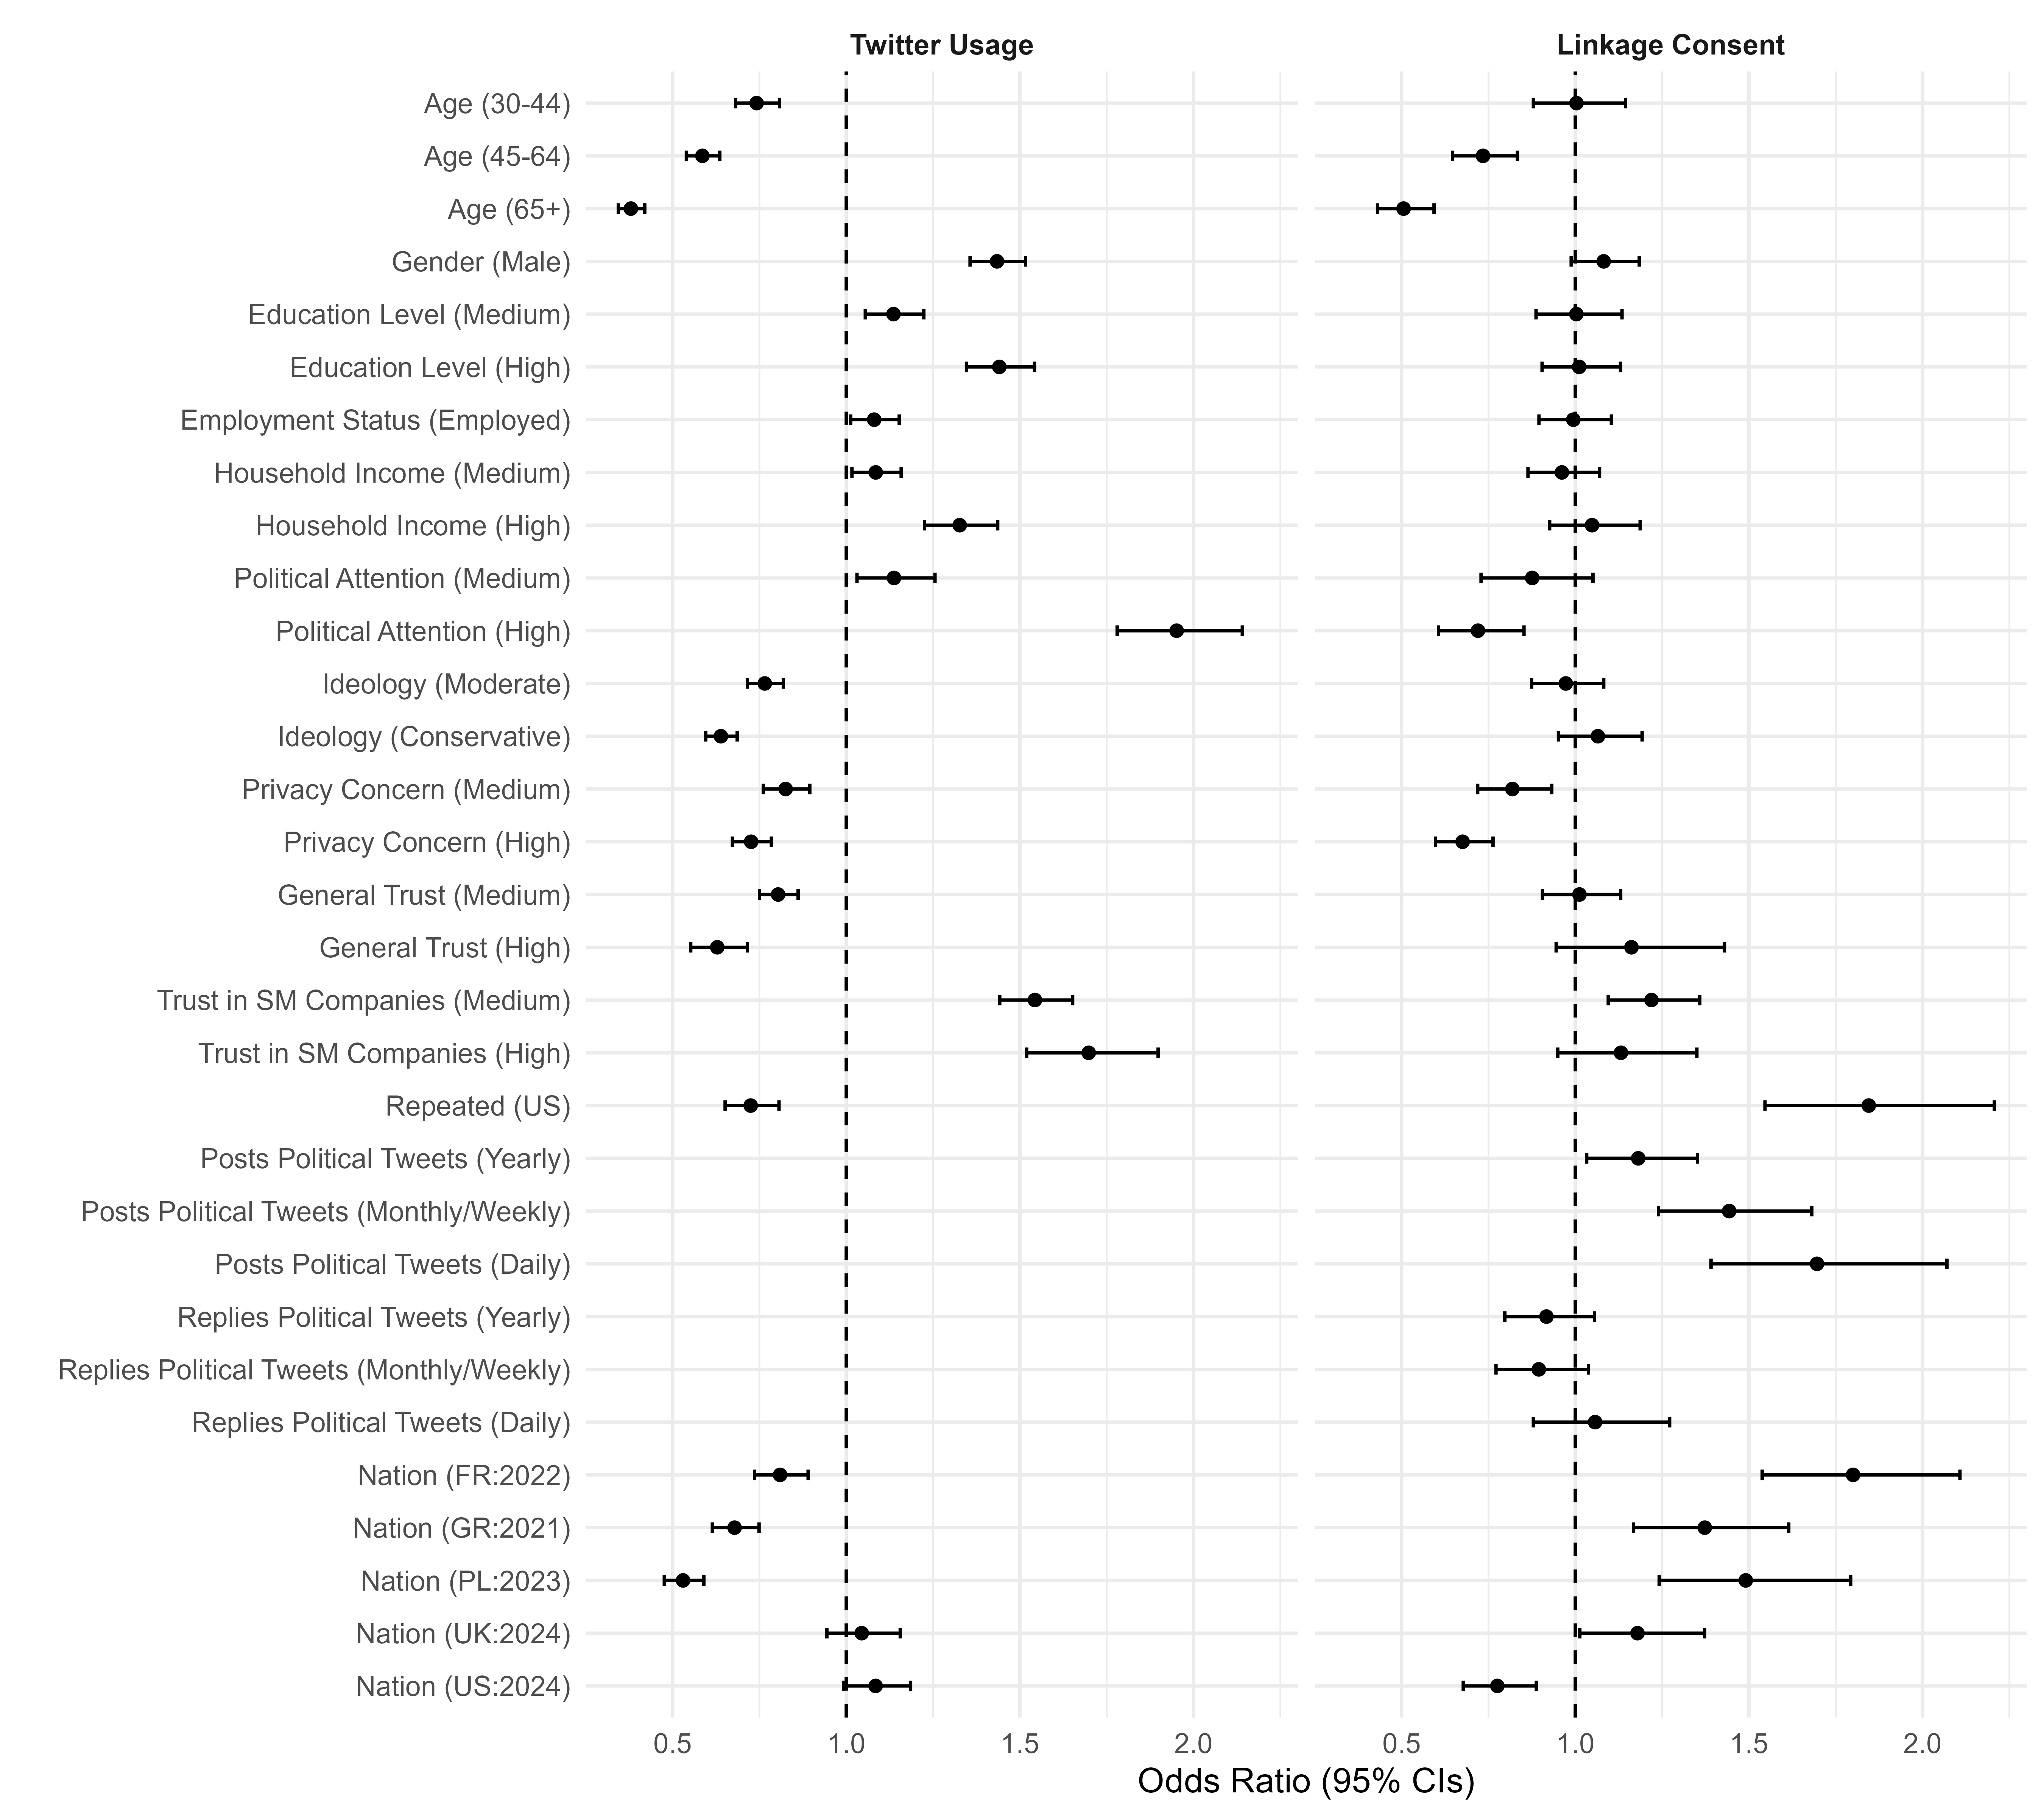 Twitter Usage
Linkage Consent
Age (30-44)
Age (45-64)
Age (65+)
Gender (Male)
Education Level (Medium)
Education Level (High)
Employment Status (Employed)
Household Income (Medium)
Household Income (High)
Political Attention (Medium)
Political Attention (High)
Ideology (Moderate)
Ideology (Conservative)
Privacy Concern (Medium)
Privacy Concern (High)
General Trust (Medium)
General Trust (High)
Trust in SM Companies (Medium)
Trust in SM Companies (High)
Repeated (US)
Posts Political Tweets (Yearly)
Posts Political Tweets (Monthly/Weekly)
Posts Political Tweets (Daily)
Replies Political Tweets (Yearly)
Replies Political Tweets (Monthly/Weekly)
Replies Political Tweets (Daily)
Nation (FR:2022)
Nation (GR:2021)
Nation (PL:2023)
Nation (UK:2024)
Nation (US:2024)
0.5 1.0 1.5 2.0
0.5 1.0 1.5 2.0
Odds Ratio (95% CIs)